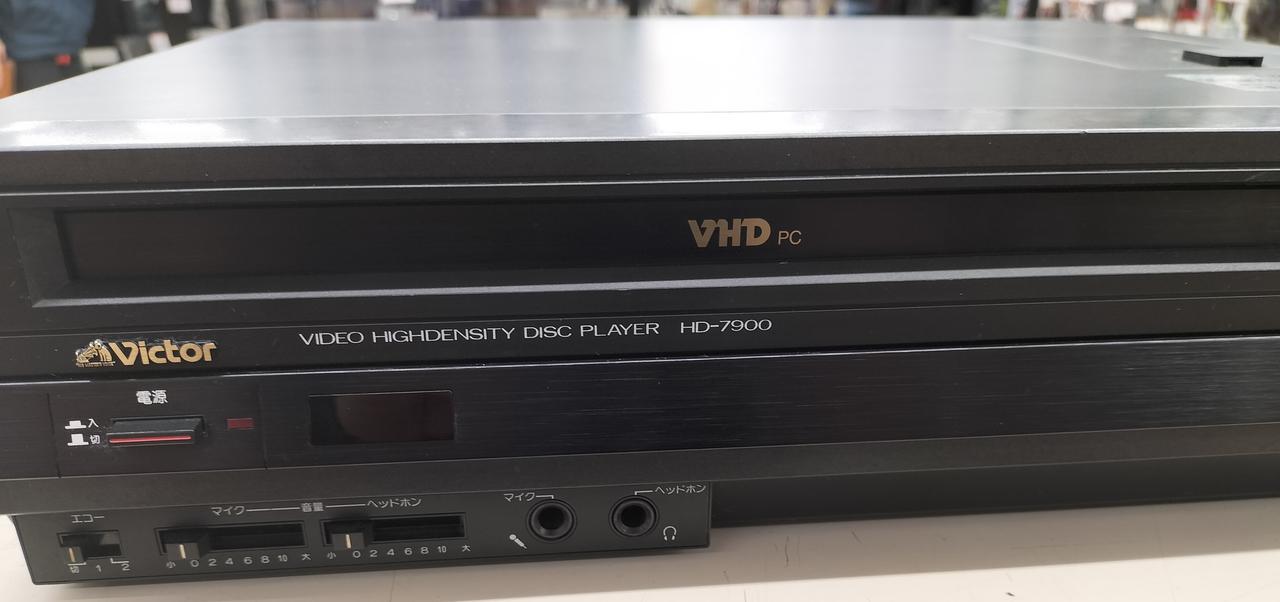 VHD PC
Victor
VIDEO HIGHDENSITY DISC PLAYER HD-7900
電源
入
切
エコー
切 1 2
マイク 音量 ヘッドホン
小 0 2 4 6 8 10 大
小 0 2 4 6 8 10 大
マイク
ヘッドホン